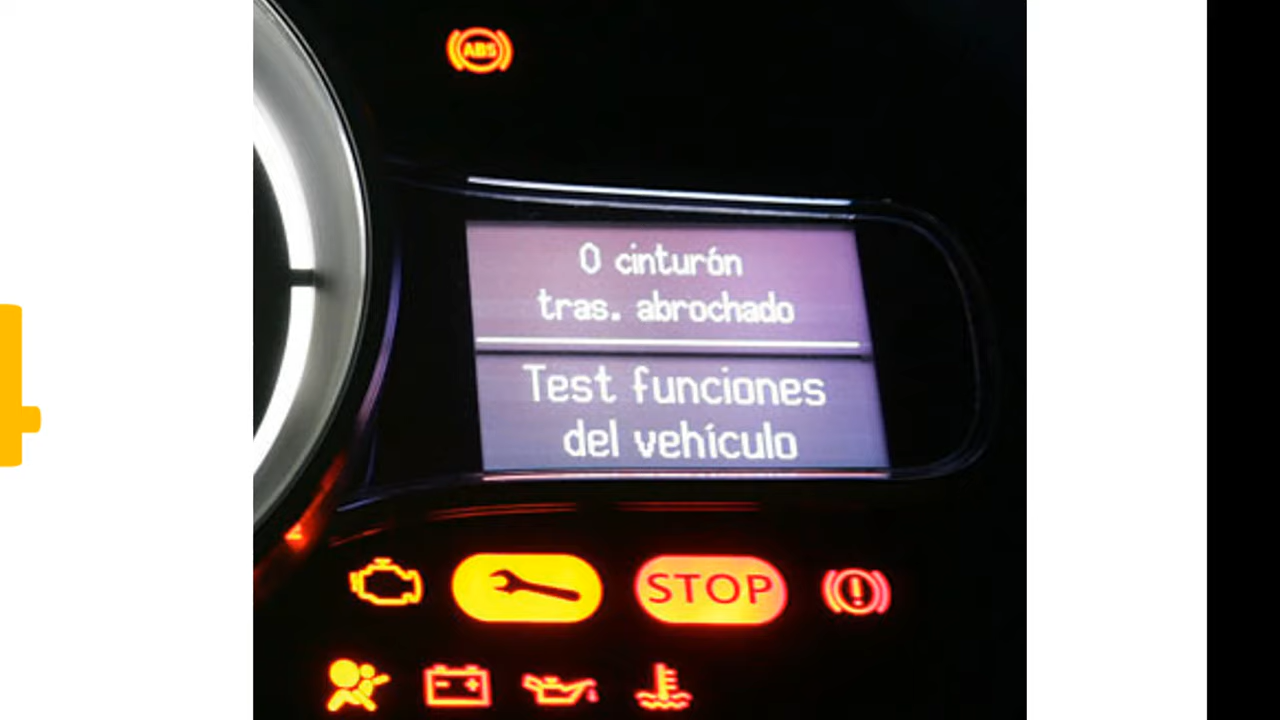 ABS
0 cinturón
tras. abrochado
Test funciones
del vehículo
STOP